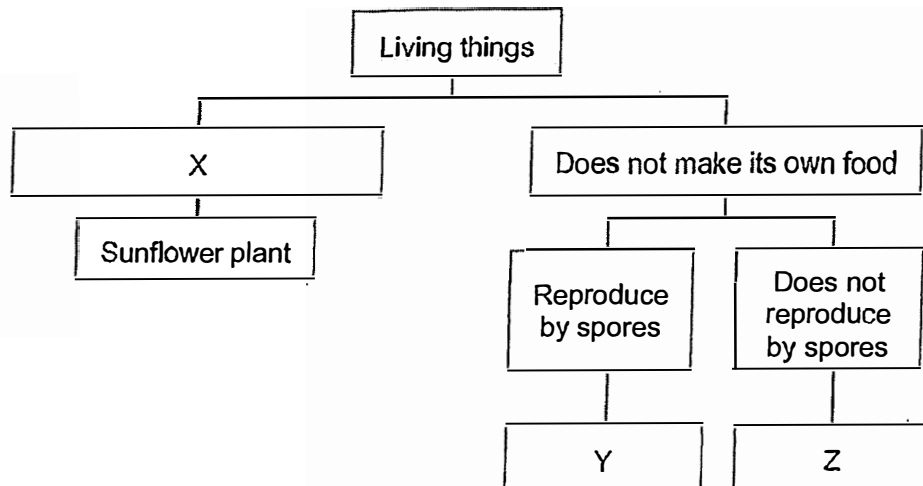 Living things
X
Does not make its own food
Sunflower plant
Reproduce
by spores
Does not
reproduce
by spores
Y
Z